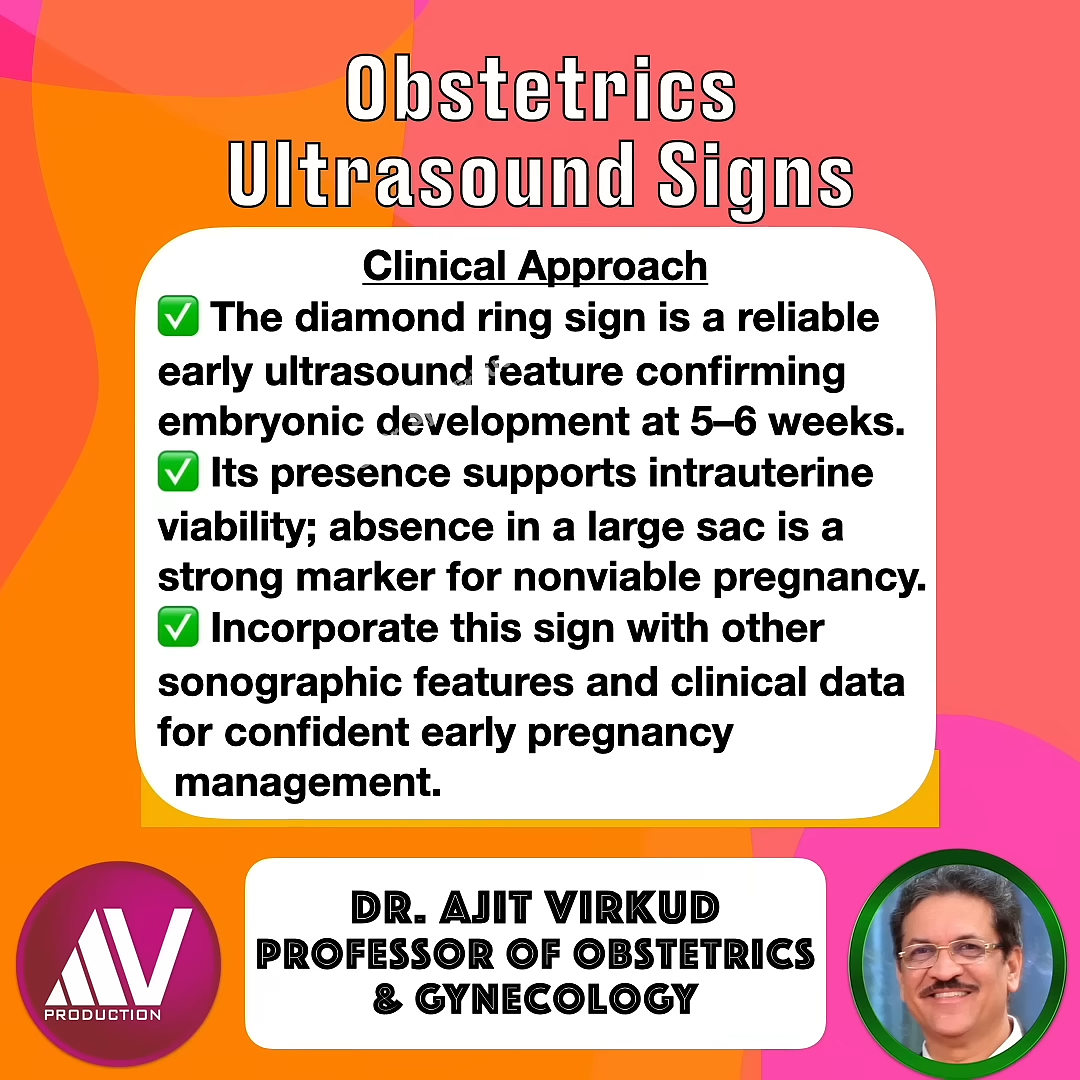 Obstetrics
Ultrasound Signs
Clinical Approach
✅ The diamond ring sign is a reliable
early ultrasound feature confirming
embryonic development at 5–6 weeks.
✅ Its presence supports intrauterine
viability; absence in a large sac is a
strong marker for nonviable pregnancy.
✅ Incorporate this sign with other
sonographic features and clinical data
for confident early pregnancy
management.
AV
PRODUCTION
DR. AJIT VIRKUD
PROFESSOR OF OBSTETRICS
& GYNECOLOGY